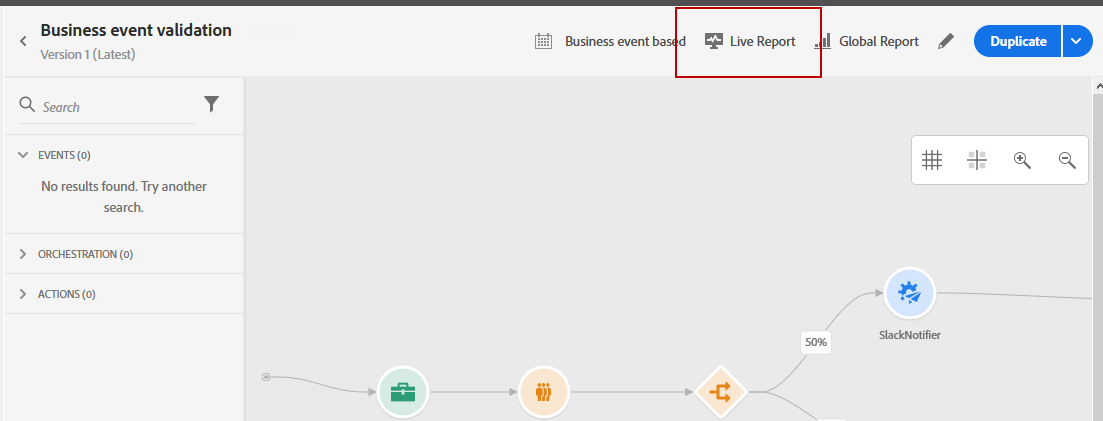 Business event validation
Version 1 (Latest)
Business event based
Live Report
Global Report
Duplicate
Search
EVENTS (0)
No results found. Try another
search.
ORCHESTRATION (0)
ACTIONS (0)
SlackNotifier
50%